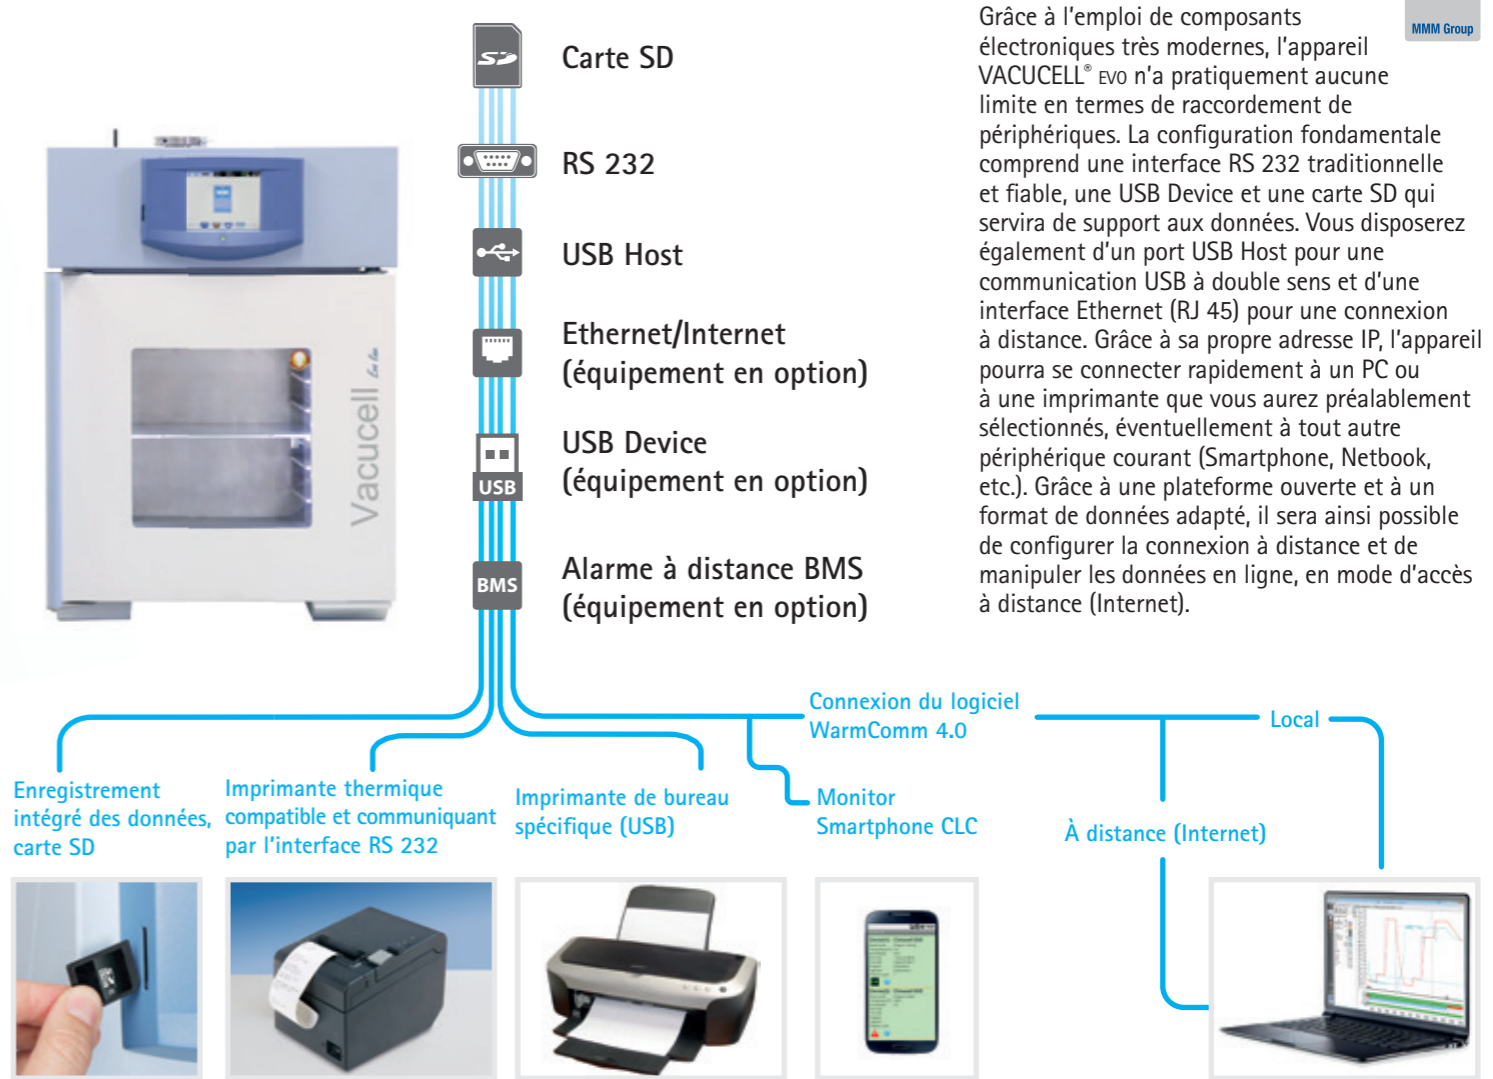 Carte SD
RS 232
USB Host
Ethernet/Internet
(équipement en option)
USB Device
(équipement en option)
USB
Alarme à distance BMS
(équipement en option)
BMS
Vacucell
Grâce à l'emploi de composants
électroniques très modernes, l'appareil
VACUCELL® EVO n'a pratiquement aucune
limite en termes de raccordement de
périphériques. La configuration fondamentale
comprend une interface RS 232 traditionnelle
et fiable, une USB Device et une carte SD qui
servira de support aux données. Vous disposerez
également d'un port USB Host pour une
communication USB à double sens et d'une
interface Ethernet (RJ 45) pour une connexion
à distance. Grâce à sa propre adresse IP, l'appareil
pourra se connecter rapidement à un PC ou
à une imprimante que vous aurez préalablement
sélectionnés, éventuellement à tout autre
périphérique courant (Smartphone, Netbook,
etc.). Grâce à une plateforme ouverte et à un
format de données adapté, il sera ainsi possible
de configurer la connexion à distance et de
manipuler les données en ligne, en mode d'accès
à distance (Internet).
MMM Group
Connexion du logiciel
WarmComm 4.0
Local
Enregistrement
intégré des données,
carte SD
Imprimante thermique
compatible et communiquant
par l'interface RS 232
Imprimante de bureau
spécifique (USB)
Monitor
Smartphone CLC
À distance (Internet)